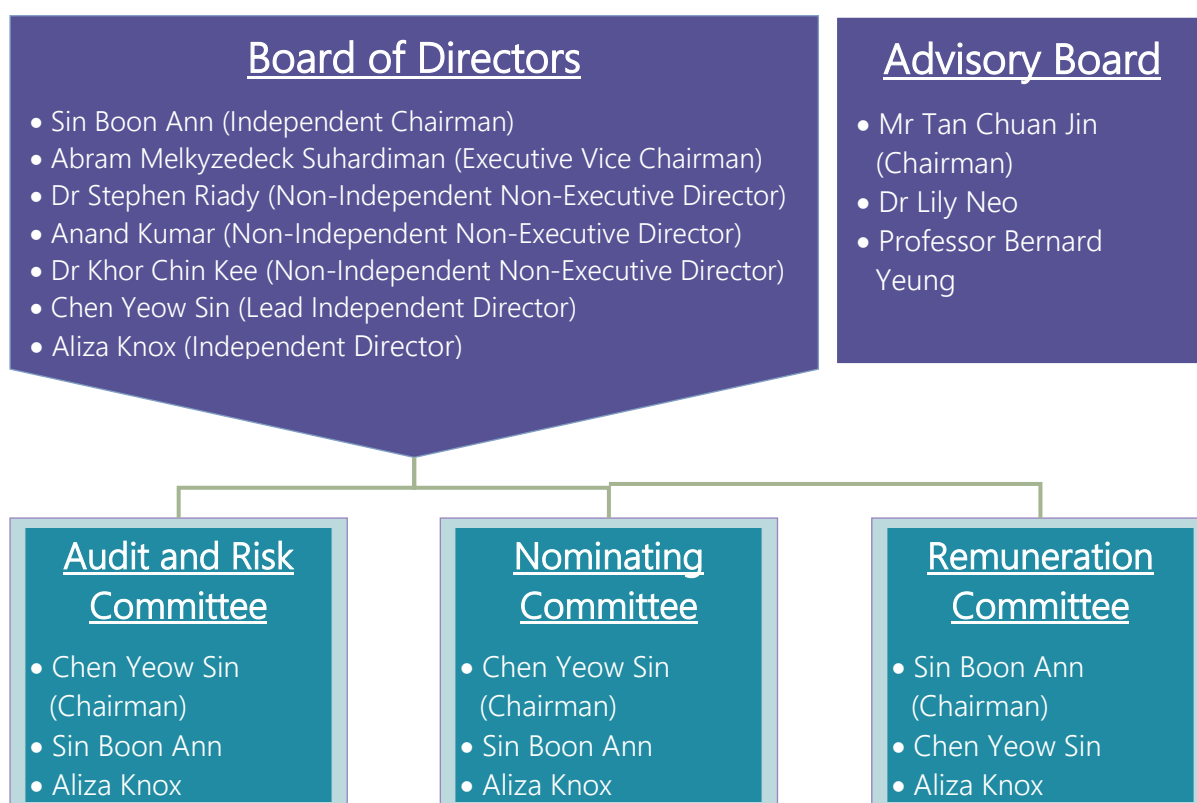 Board of Directors
• Sin Boon Ann (Independent Chairman)
• Abram Melkyzedeck Suhardiman (Executive Vice Chairman)
• Dr Stephen Riady (Non-Independent Non-Executive Director)
• Anand Kumar (Non-Independent Non-Executive Director)
• Dr Khor Chin Kee (Non-Independent Non-Executive Director)
• Chen Yeow Sin (Lead Independent Director)
• Aliza Knox (Independent Director)
Advisory Board
• Mr Tan Chuan Jin
(Chairman)
• Dr Lily Neo
• Professor Bernard
Yeung
Audit and Risk
Committee
• Chen Yeow Sin
(Chairman)
• Sin Boon Ann
• Aliza Knox
Nominating
Committee
• Chen Yeow Sin
(Chairman)
• Sin Boon Ann
• Aliza Knox
Remuneration
Committee
• Sin Boon Ann
(Chairman)
• Chen Yeow Sin
• Aliza Knox